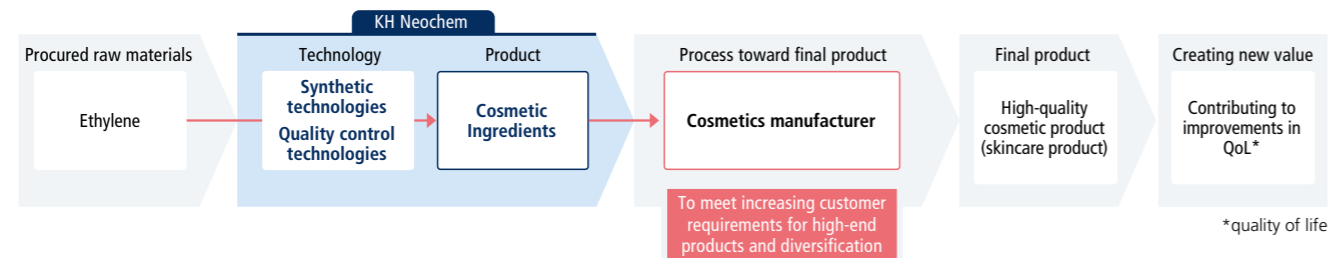 KH Neochem
Procured raw materials
Ethylene
Technology
Synthetic
technologies
Quality control
technologies
Product
Cosmetic
Ingredients
Process toward final product
Cosmetics manufacturer
To meet increasing customer
requirements for high-end
products and diversification
Final product
High-quality
cosmetic product
(skincare product)
Creating new value
Contributing to
improvements in
QoL*
*quality of life